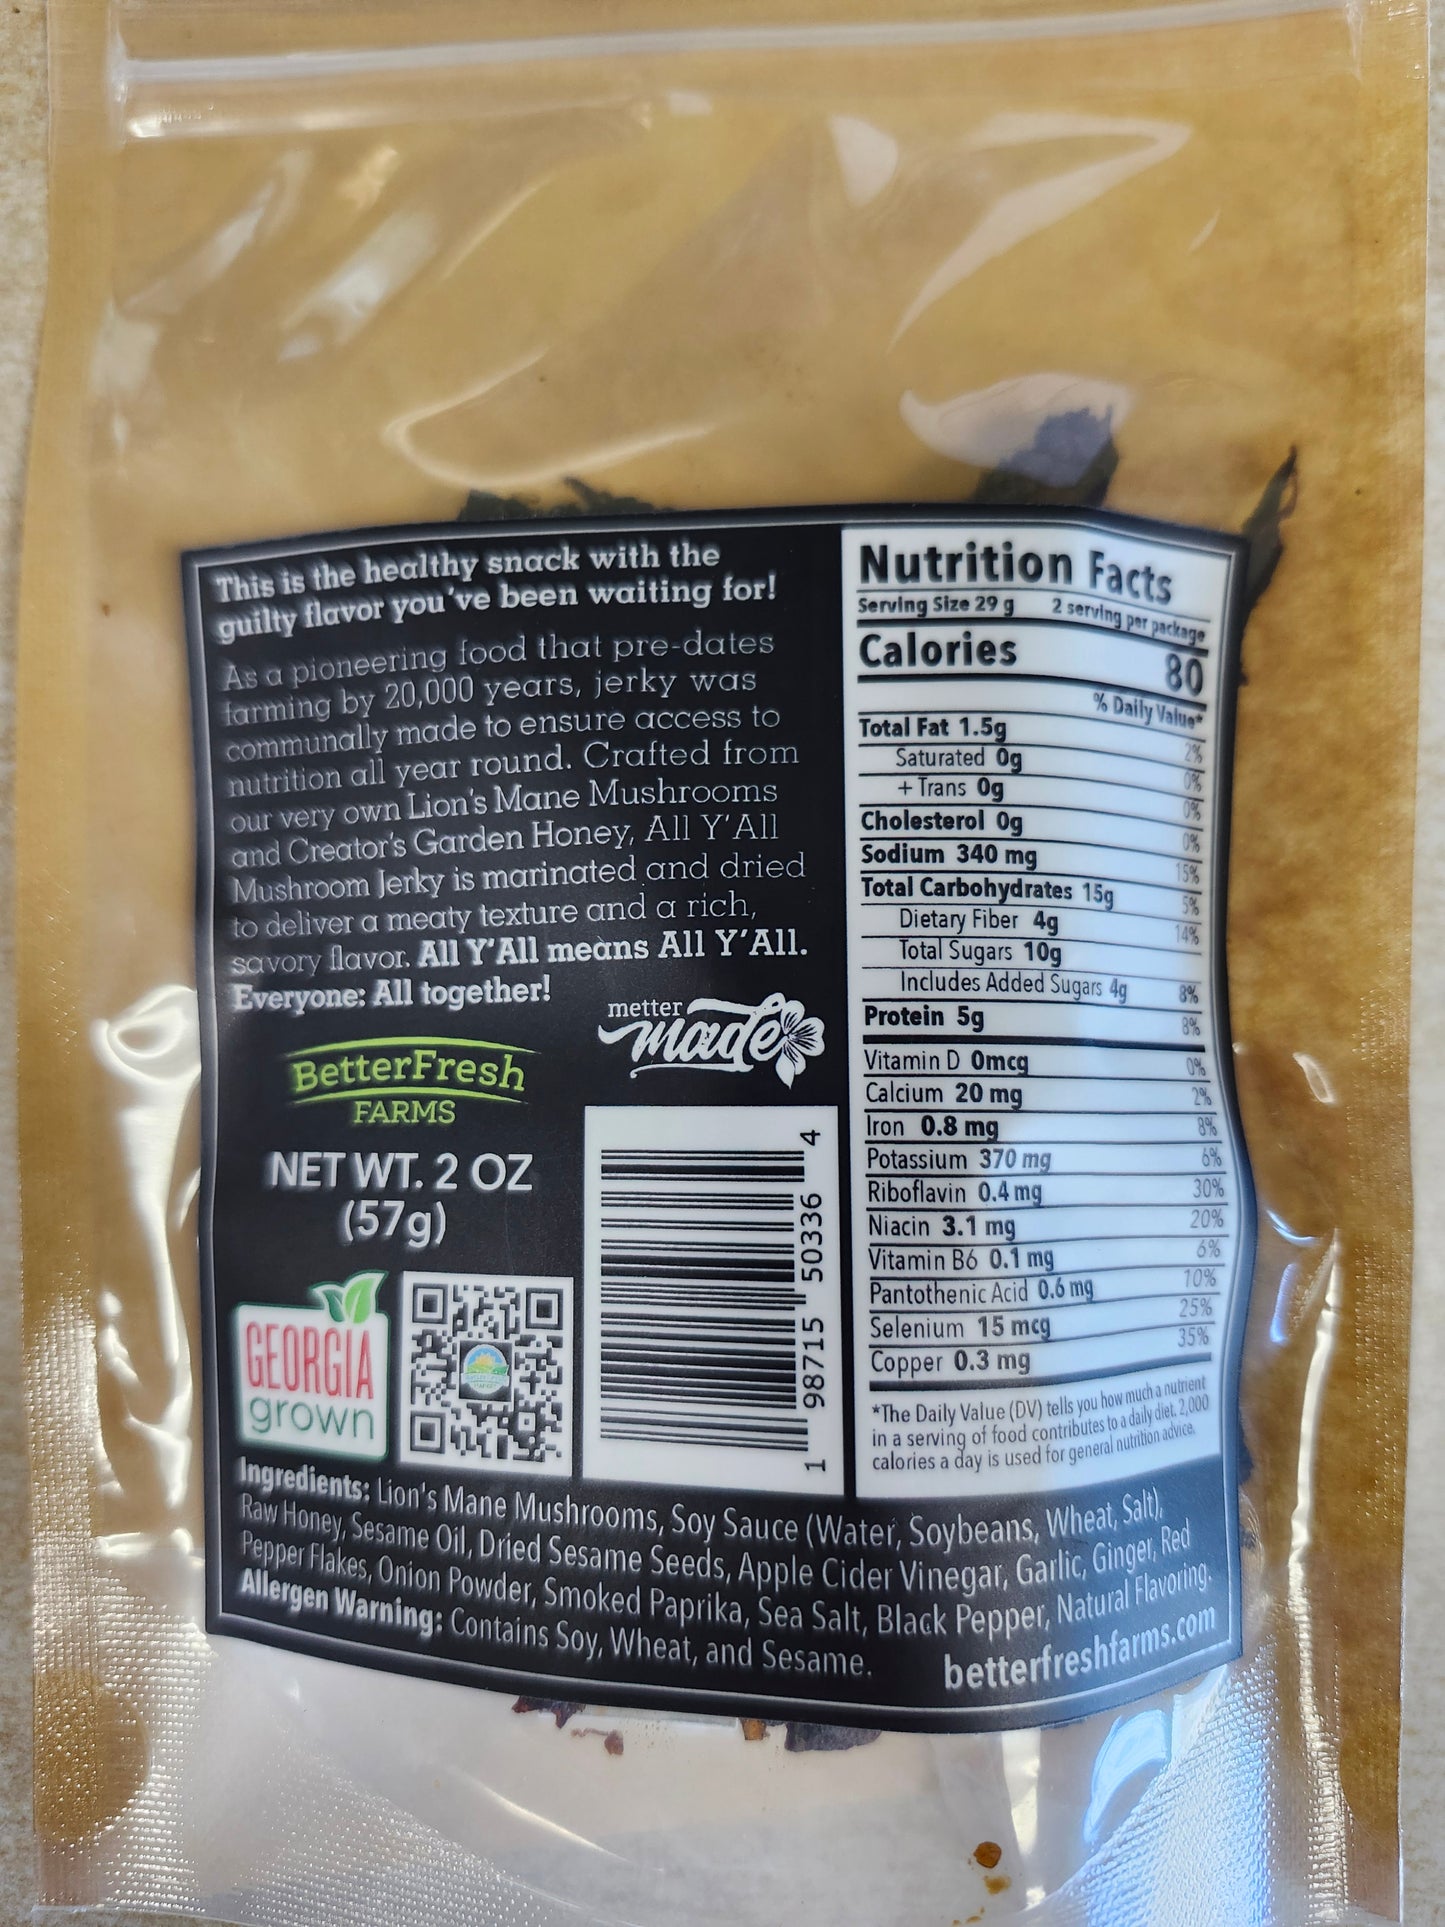 This is the healthy snack with the
guilty flavor you've been waiting for!
As a pioneering food that pre-dates
farming by 20,000 years, jerky was
communally made to ensure access to
nutrition all year round. Crafted from
our very own Lion's Mane Mushrooms
and Creator's Garden Honey, All Y'All
Mushroom Jerky is marinated and dried
to deliver a meaty texture and a rich,
savory flavor. All Y'All means All Y'All.
Everyone: All together!
metter
made
BetterFresh
FARMS
NET WT. 2 OZ
(57g)
GEORGIA
grown
1 98715 50336 4
Nutrition Facts
Serving Size 29 g 2 serving per package
Calories 80
% Daily Value*
Total Fat 1.5g 2%
Saturated 0g 0%
+ Trans 0g 0%
Cholesterol 0g 0%
Sodium 340 mg 15%
Total Carbohydrates 15g 5%
Dietary Fiber 4g 14%
Total Sugars 10g
Includes Added Sugars 4g 8%
Protein 5g 8%
Vitamin D 0mcg 0%
Calcium 20 mg 2%
Iron 0.8 mg 8%
Potassium 370 mg 6%
Riboflavin 0.4 mg 30%
Niacin 3.1 mg 20%
Vitamin B6 0.1 mg 6%
Pantothenic Acid 0.6 mg 10%
Selenium 15 mcg 25%
Copper 0.3 mg 35%
*The Daily Value (DV) tells you how much a nutrient
in a serving of food contributes to a daily diet. 2,000
calories a day is used for general nutrition advice.
Ingredients: Lion's Mane Mushrooms, Soy Sauce (Water, Soybeans, Wheat, Salt),
Raw Honey, Sesame Oil, Dried Sesame Seeds, Apple Cider Vinegar, Garlic, Ginger, Red
Pepper Flakes, Onion Powder, Smoked Paprika, Sea Salt, Black Pepper, Natural Flavoring.
Allergen Warning: Contains Soy, Wheat, and Sesame.
betterfreshfarms.com